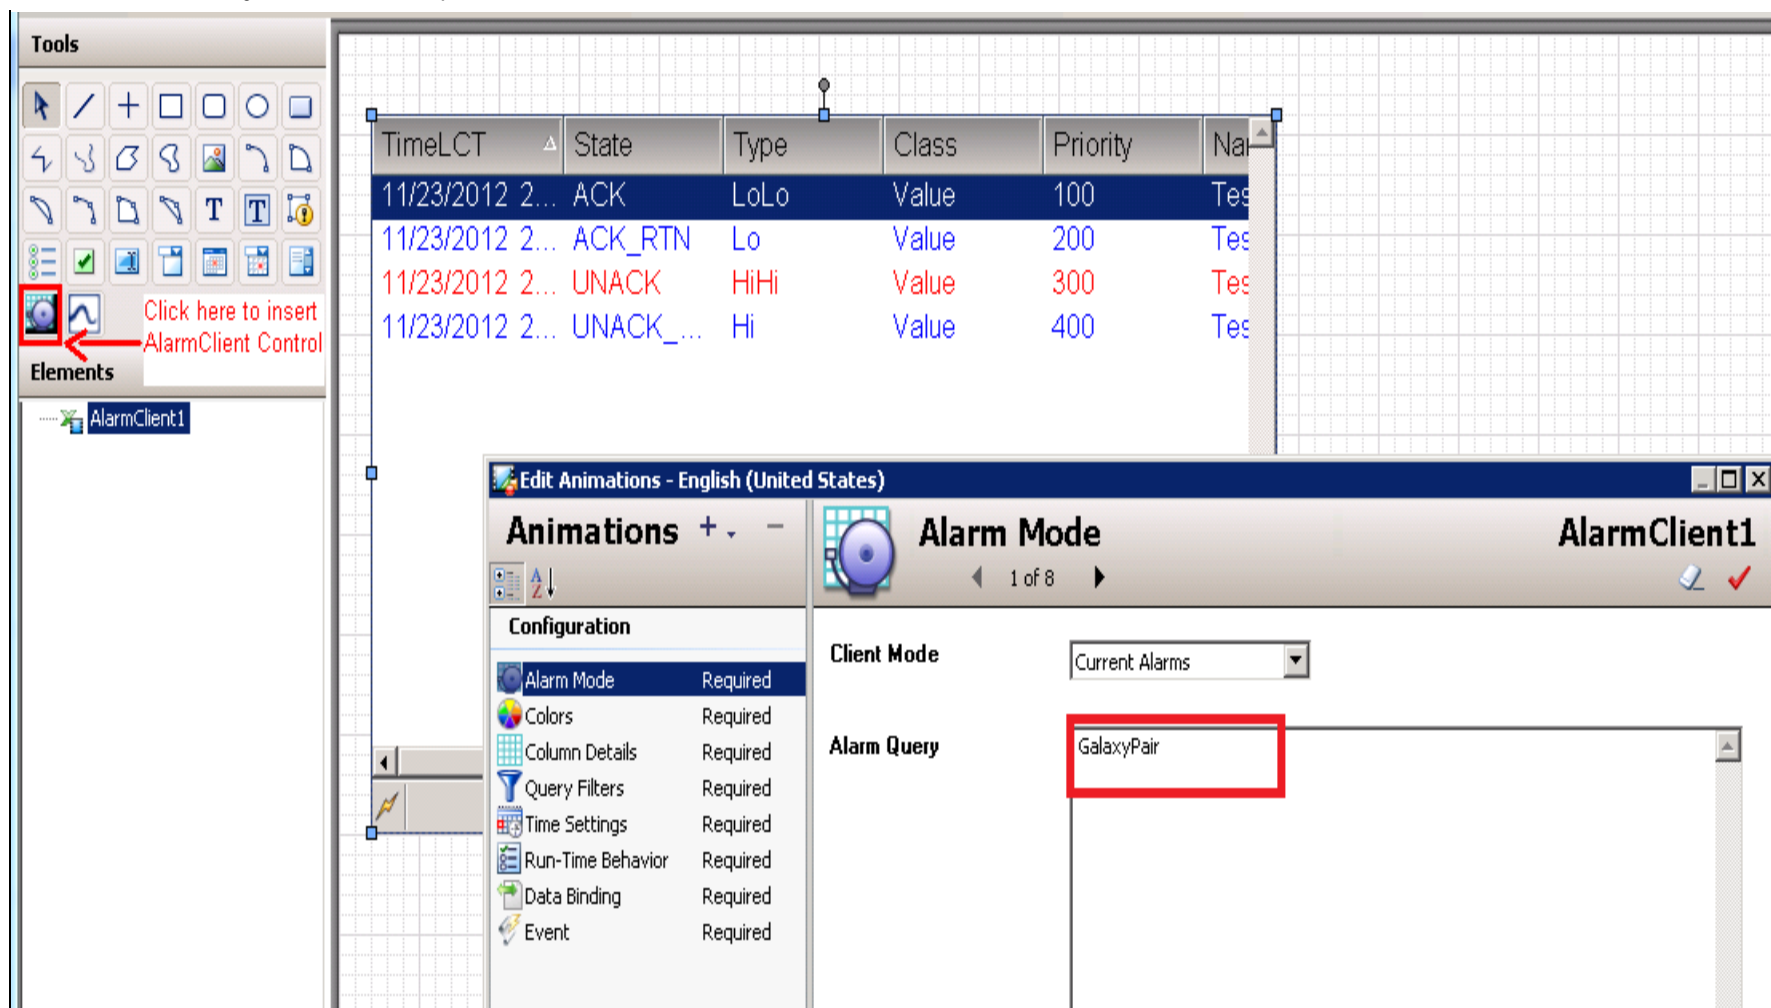 Tools
Click here to insert
AlarmClient Control
Elements
AlarmClient1
TimeLCT State Type Class Priority
11/23/2012 2... ACK LoLo Value 100 Tes
11/23/2012 2... ACK_RTN Lo Value 200 Tes
11/23/2012 2... UNACK HiHi Value 300 Tes
11/23/2012 2... UNACK_... Hi Value 400 Tes
Edit Animations - English (United States)
Animations
Alarm Mode
AlarmClient1
1 of 8
Configuration
Alarm Mode Required
Colors Required
Column Details Required
Query Filters Required
Time Settings Required
Run-Time Behavior Required
Data Binding Required
Event Required
Client Mode Current Alarms
Alarm Query GalaxyPair